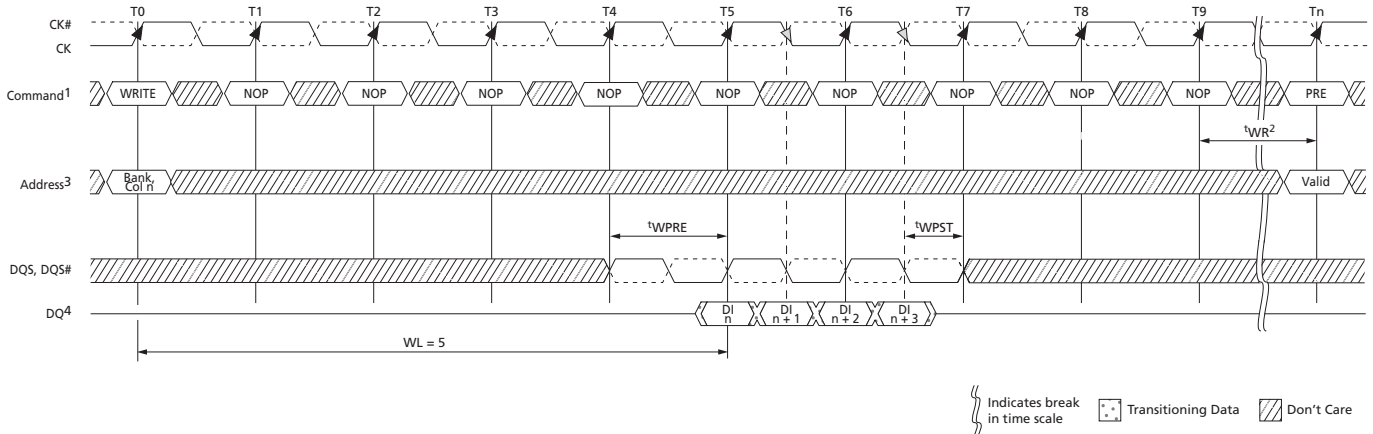 T0 T1 T2 T3 T4 T5 T6 T7 T8 T9 Tn
CK#
CK
Command1 WRITE NOP NOP NOP NOP NOP NOP NOP NOP NOP PRE
tWR2
Address3 Bank, Col n Valid
tWPRE tWPST
DQS, DQS#
DQ4 DI n DI n + 1 DI n + 2 DI n + 3
WL = 5
Indicates break in time scale
Transitioning Data
Don't Care